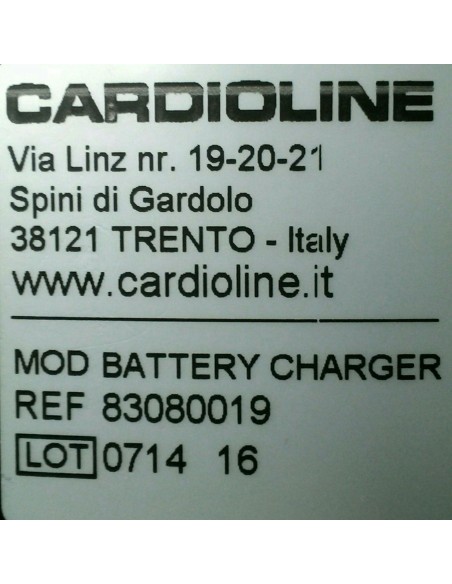 CARDIOLINE
Via Linz nr. 19-20-21
Spini di Gardolo
38121 TRENTO - Italy
www.cardioline.it
MOD BATTERY CHARGER
REF 83080019
LOT 0714 16